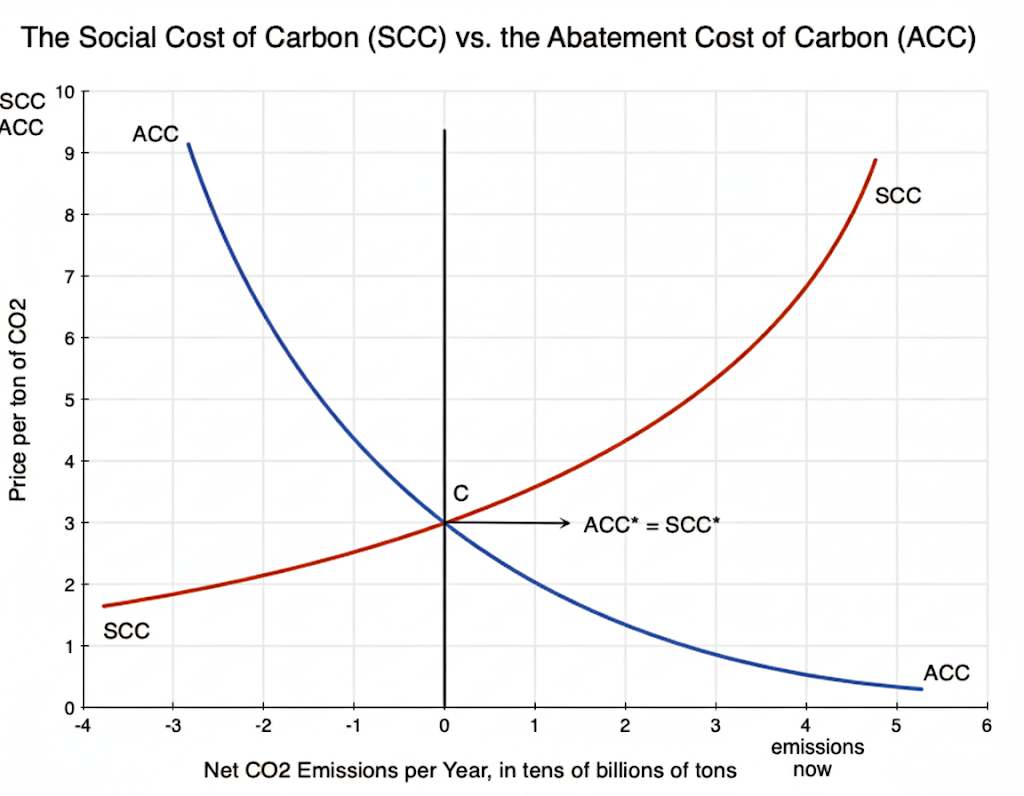 The Social Cost of Carbon (SCC) vs. the Abatement Cost of Carbon (ACC)
SCC
ACC
10
9
8
7
6
5
4
3
2
1
0
Price per ton of CO2
ACC
SCC
C
ACC* = SCC*
SCC
ACC
-4 -3 -2 -1 0 1 2 3 4 5 6
emissions
now
Net CO2 Emissions per Year, in tens of billions of tons